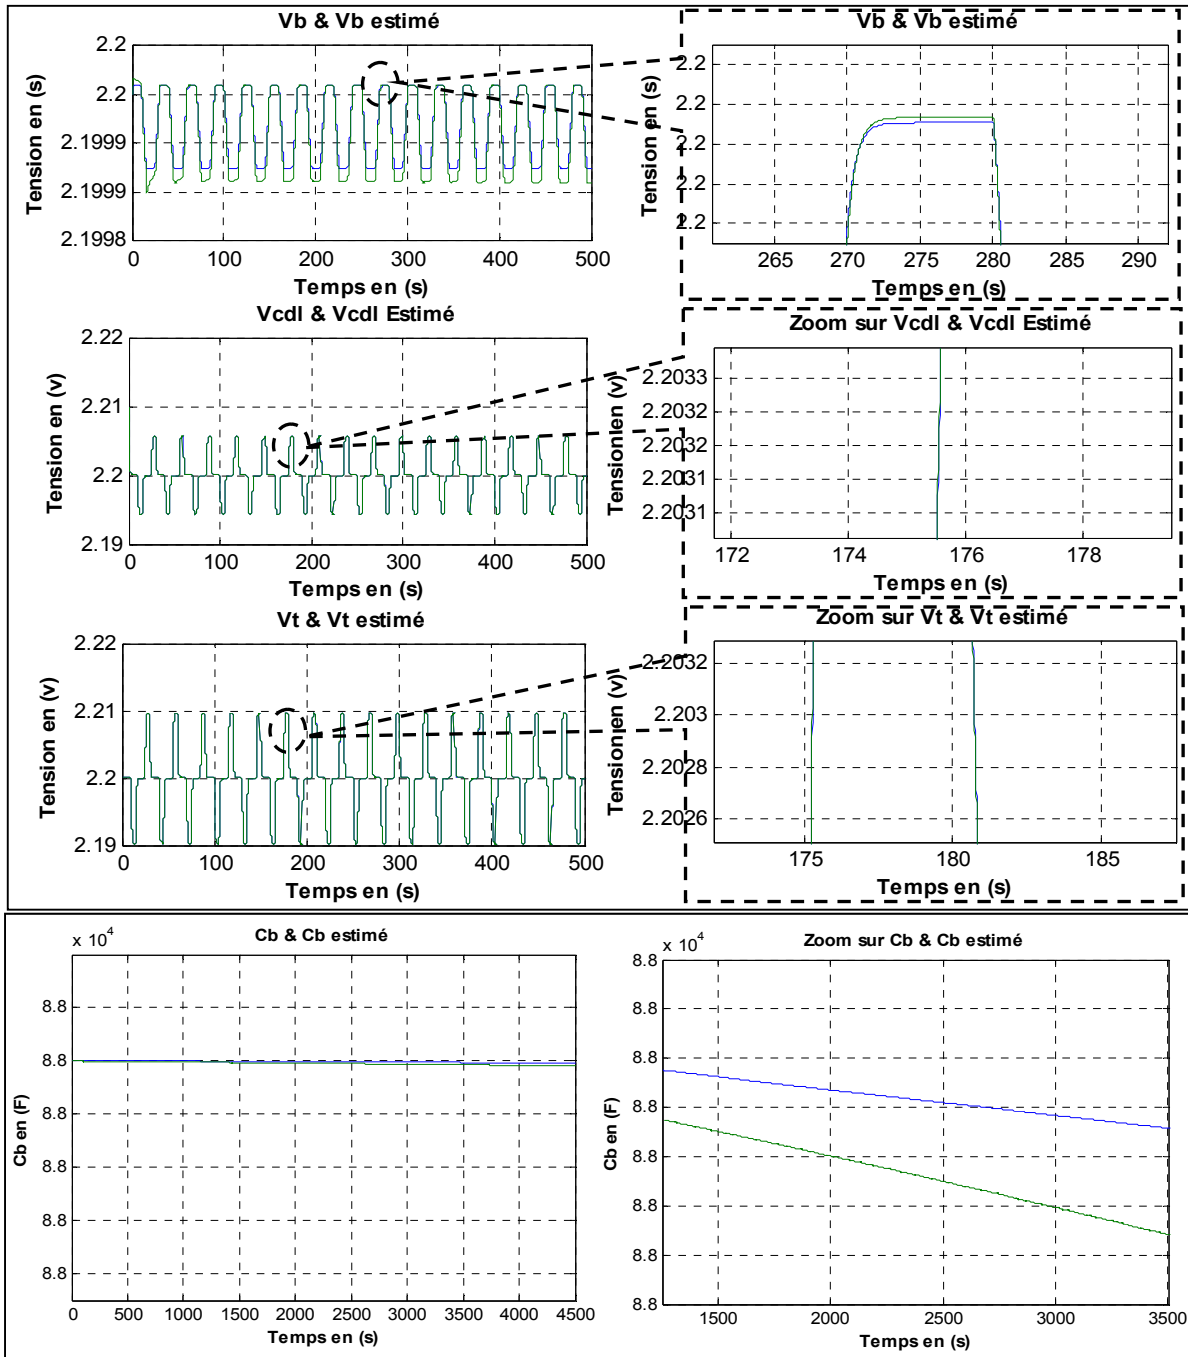 Vb & Vb estimé
2.2
2.2
2.1999
2.1999
2.1998
Tension en (s)
0 100 200 300 400 500
Temps en (s)
Vb & Vb estimé
2.2
2.2
2.2
2.2
2.2
Tension en (s)
265 270 275 280 285 290
Temps en (s)
Vcdl & Vcdl Estimé
2.22
2.21
2.2
2.19
Tension en (v)
0 100 200 300 400 500
Temps en (s)
Zoom sur Vcdl & Vcdl Estimé
2.2033
2.2032
2.2032
2.2031
2.2031
Tension en (v)
172 174 176 178
Temps en (s)
Vt & Vt estimé
2.22
2.21
2.2
2.19
Tension en (v)
0 100 200 300 400 500
Temps en (s)
Zoom sur Vt & Vt estimé
2.2032
2.203
2.2028
2.2026
Tension en (v)
175 180 185
Temps en (s)
x 10^4
Cb & Cb estimé
8.8
8.8
8.8
8.8
8.8
8.8
Cb en (F)
0 500 1000 1500 2000 2500 3000 3500 4000 4500
Temps en (s)
x 10^4
Zoom sur Cb & Cb estimé
8.8
8.8
8.8
8.8
8.8
8.8
8.8
8.8
Cb en (F)
1500 2000 2500 3000 3500
Temps en (s)